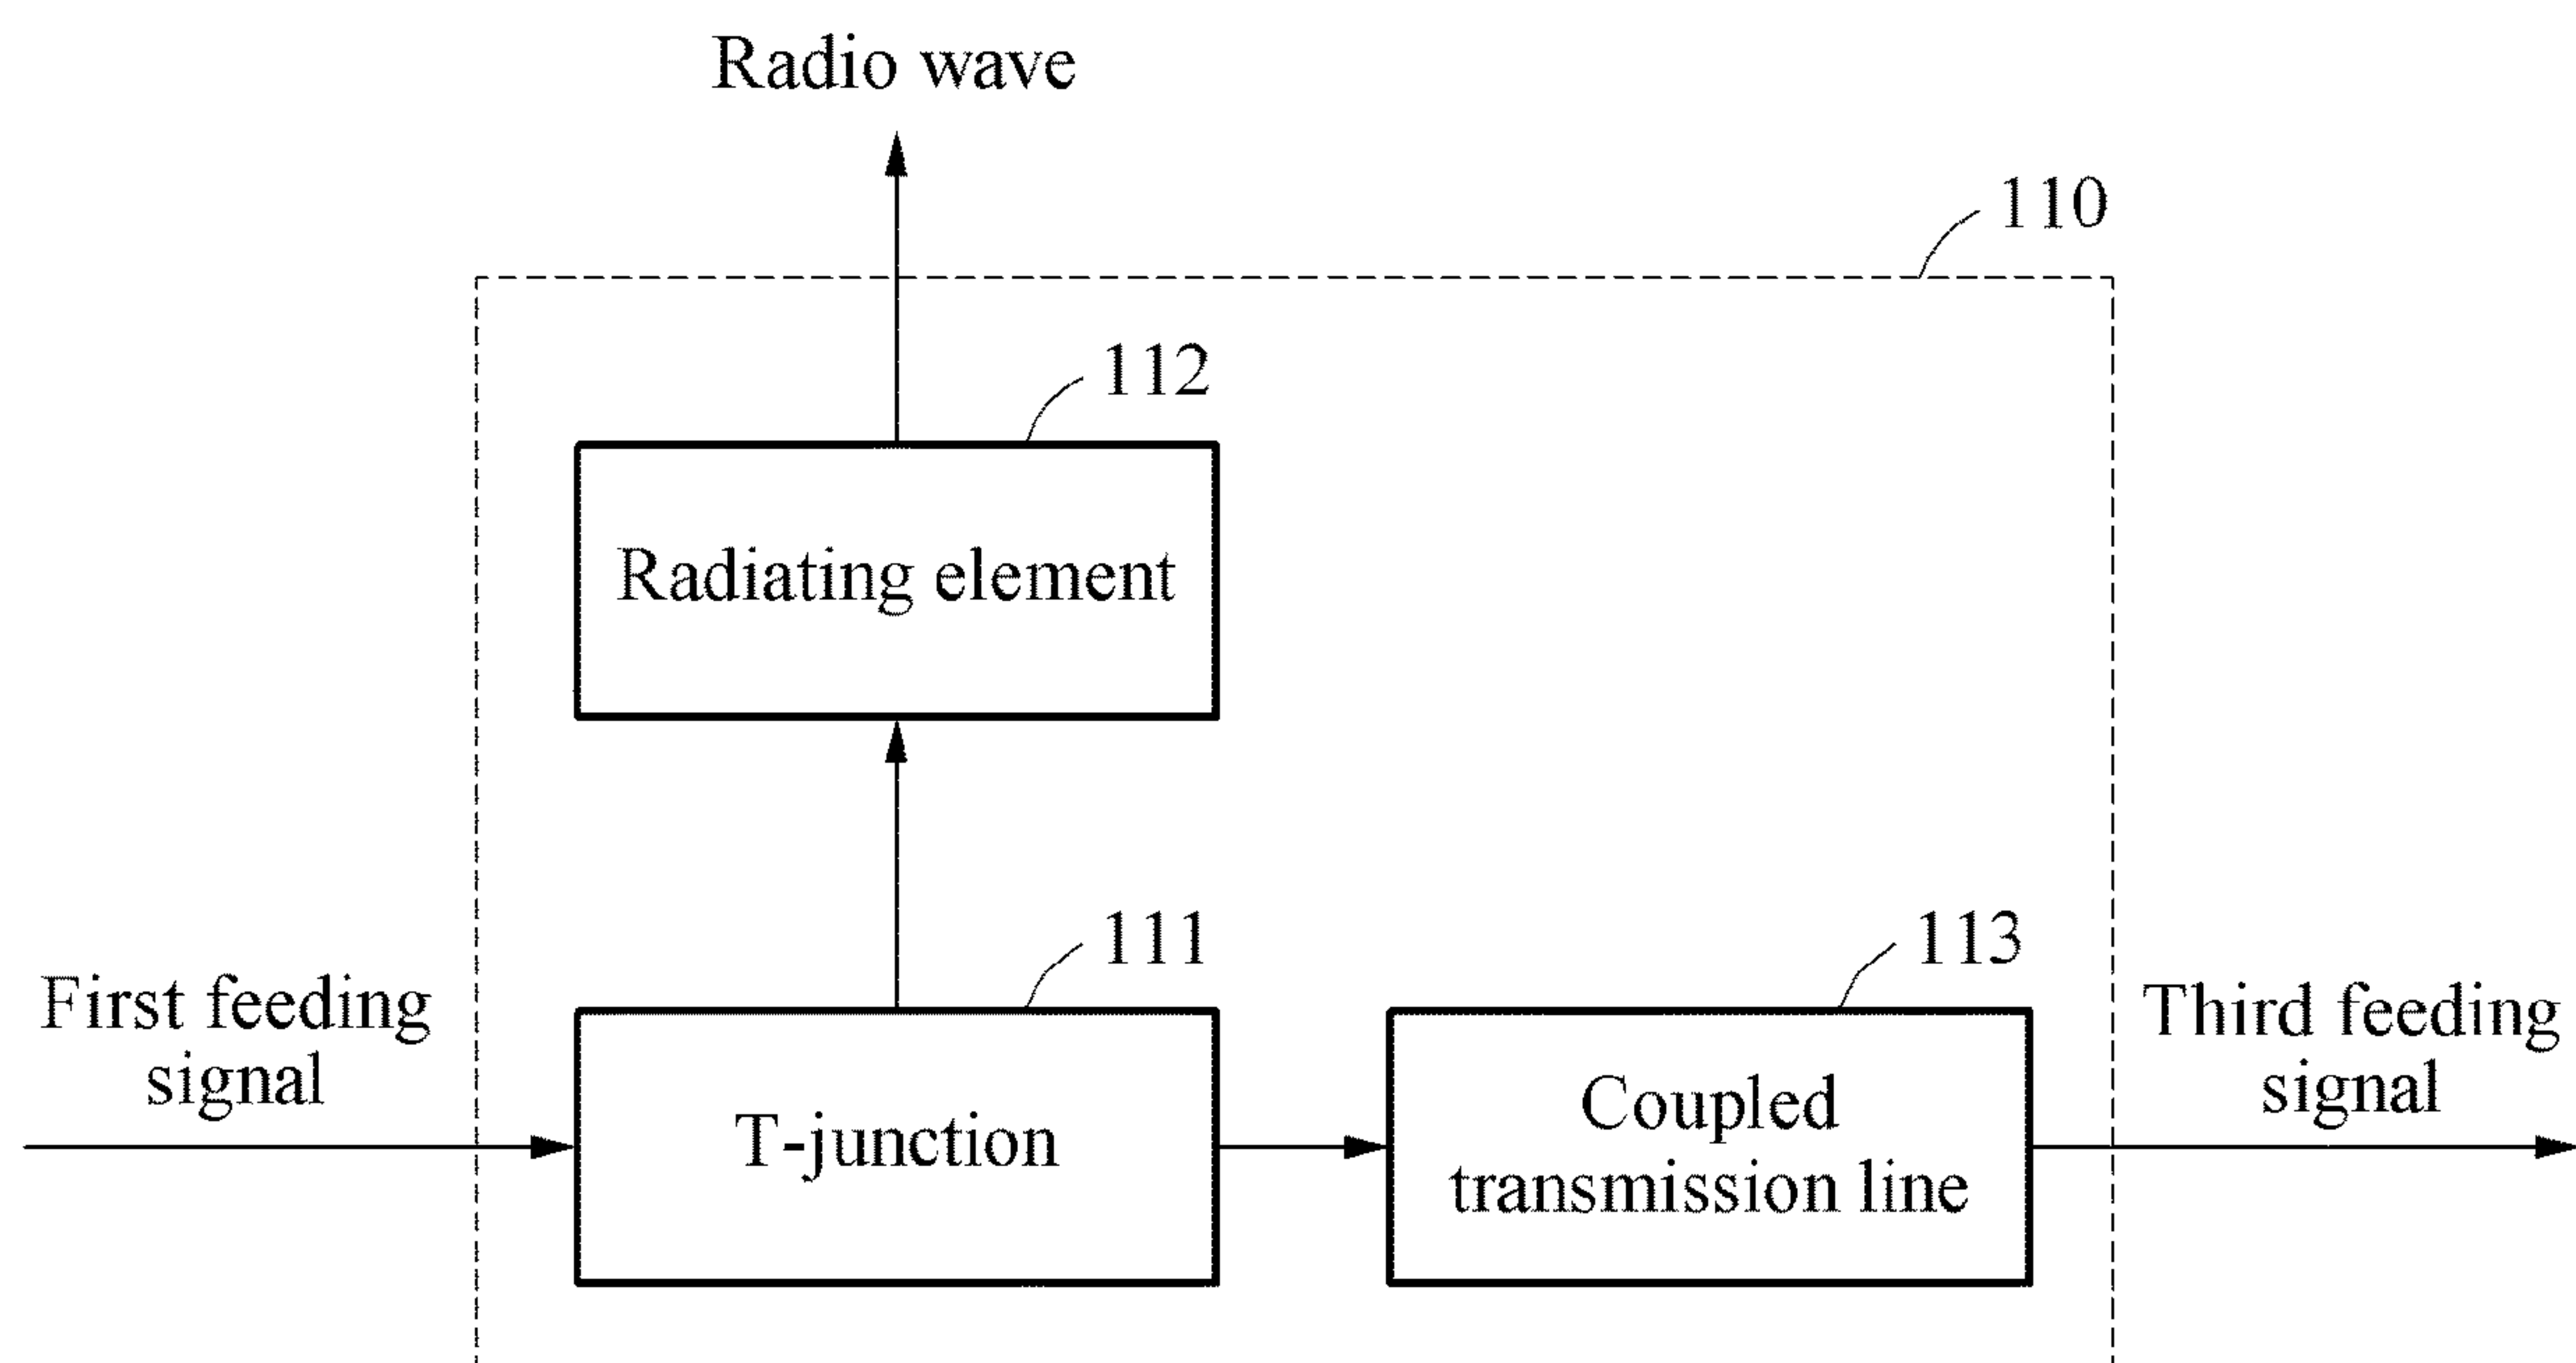 Radio wave
110
112
Radiating element
111
113
First feeding
signal
T-junction
Coupled
transmission line
Third feeding
signal